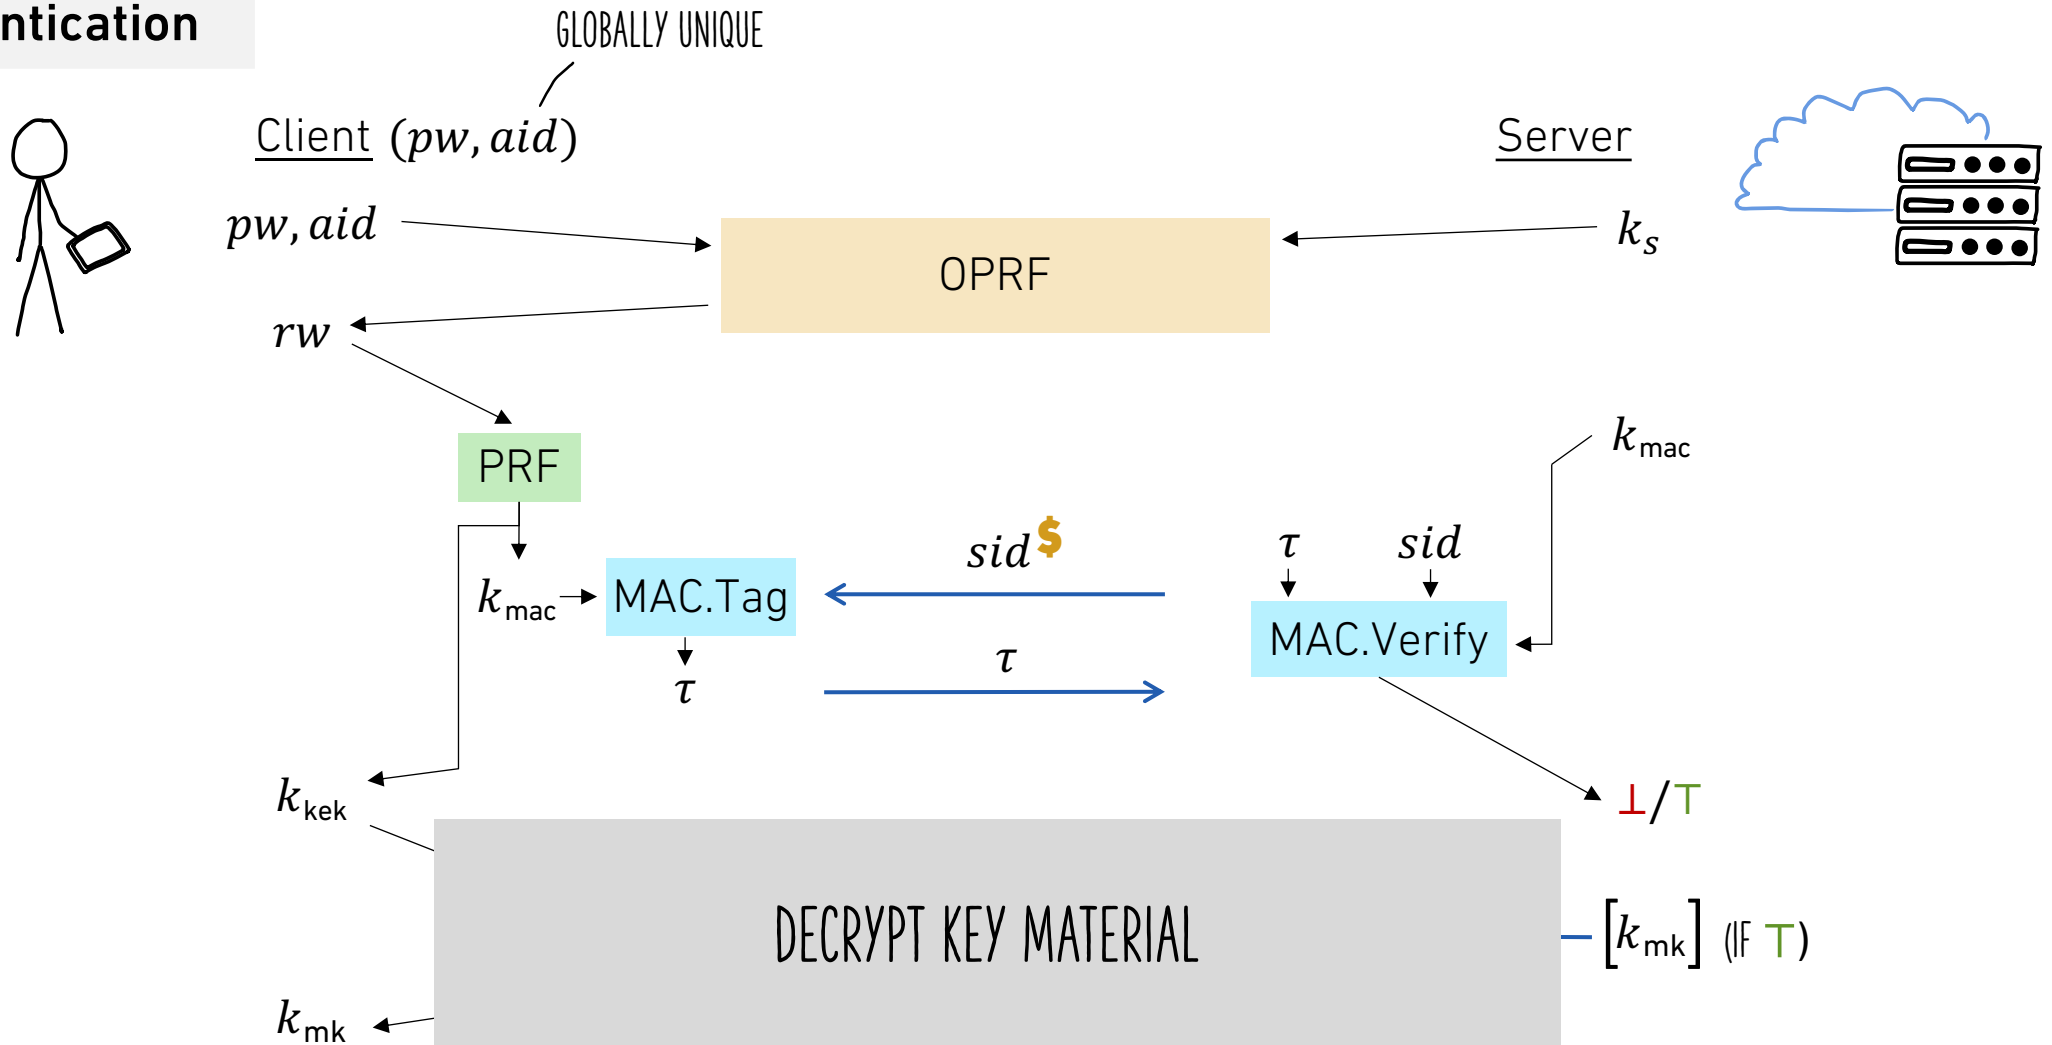 ntication
GLOBALLY UNIQUE
Client (pw, aid)
Server
pw, aid
k_s
OPRF
rw
k_mac
PRF
sid$
τ
sid
k_mac
MAC.Tag
MAC.Verify
τ
τ
k_kek
⊥/⊤
DECRYPT KEY MATERIAL
[k_mk] (IF ⊤)
k_mk